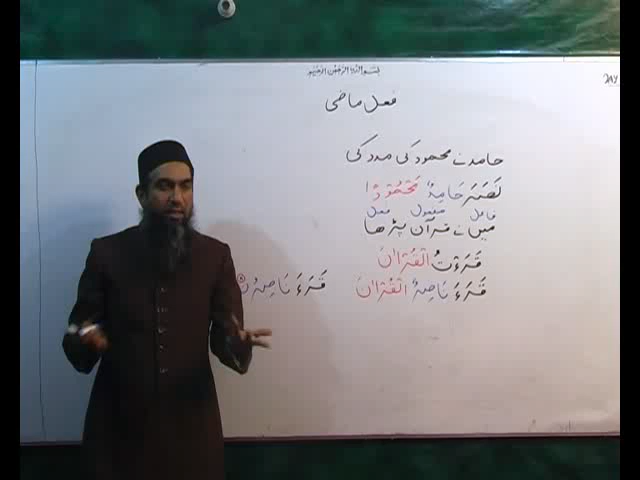 بسم اللہ الرحمٰن الرحیم
فعل ماضی
حامد نے محمود کی مدد کی
نَصَرَ حَامِدٌ مَحْمُوْدًا
فاعل مفعول فعل
میں نے قرآن پڑھا
قَرَءْتُ الْقُرْاٰنَ
قَرَءَ نَاصِرٌ الْقُرْاٰنَ قَرَءَ نَاصِرُ